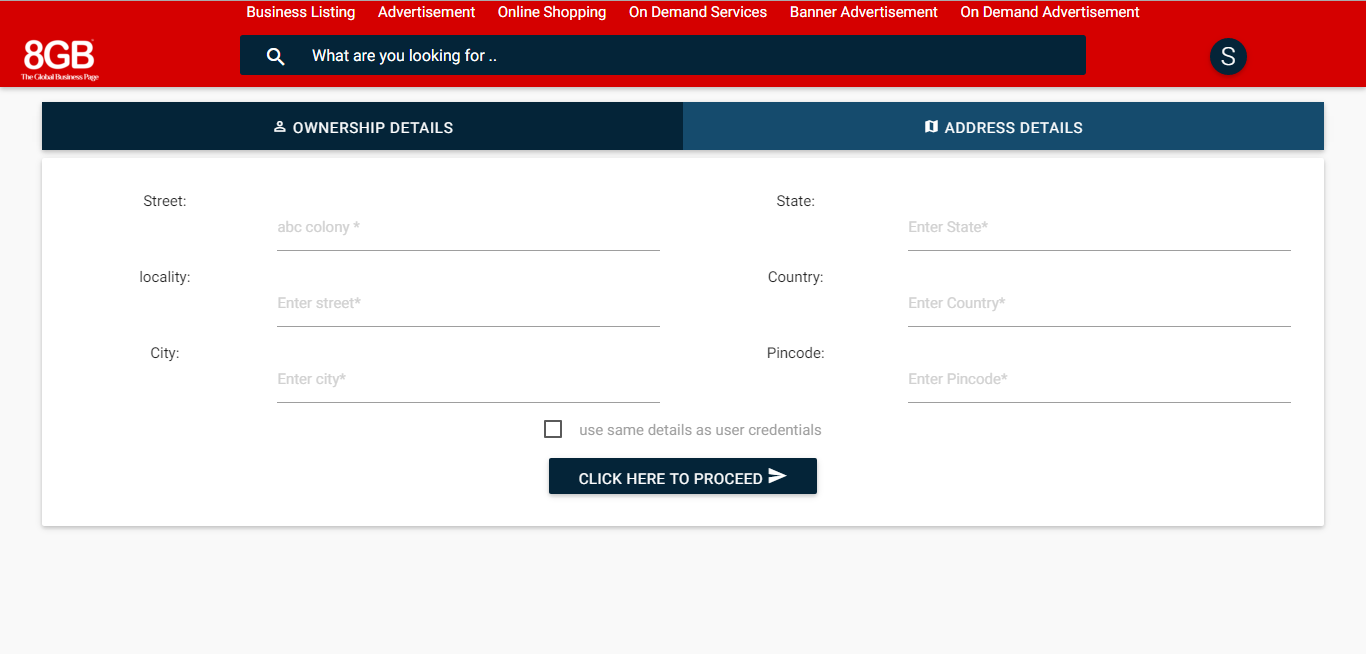 Business Listing Advertisement Online Shopping On Demand Services Banner Advertisement On Demand Advertisement
8GB
The Global Business Page
What are you looking for ..
S
OWNERSHIP DETAILS
ADDRESS DETAILS
Street:
abc colony *
State:
Enter State*
locality:
Enter street*
Country:
Enter Country*
City:
Enter city*
Pincode:
Enter Pincode*
use same details as user credentials
CLICK HERE TO PROCEED